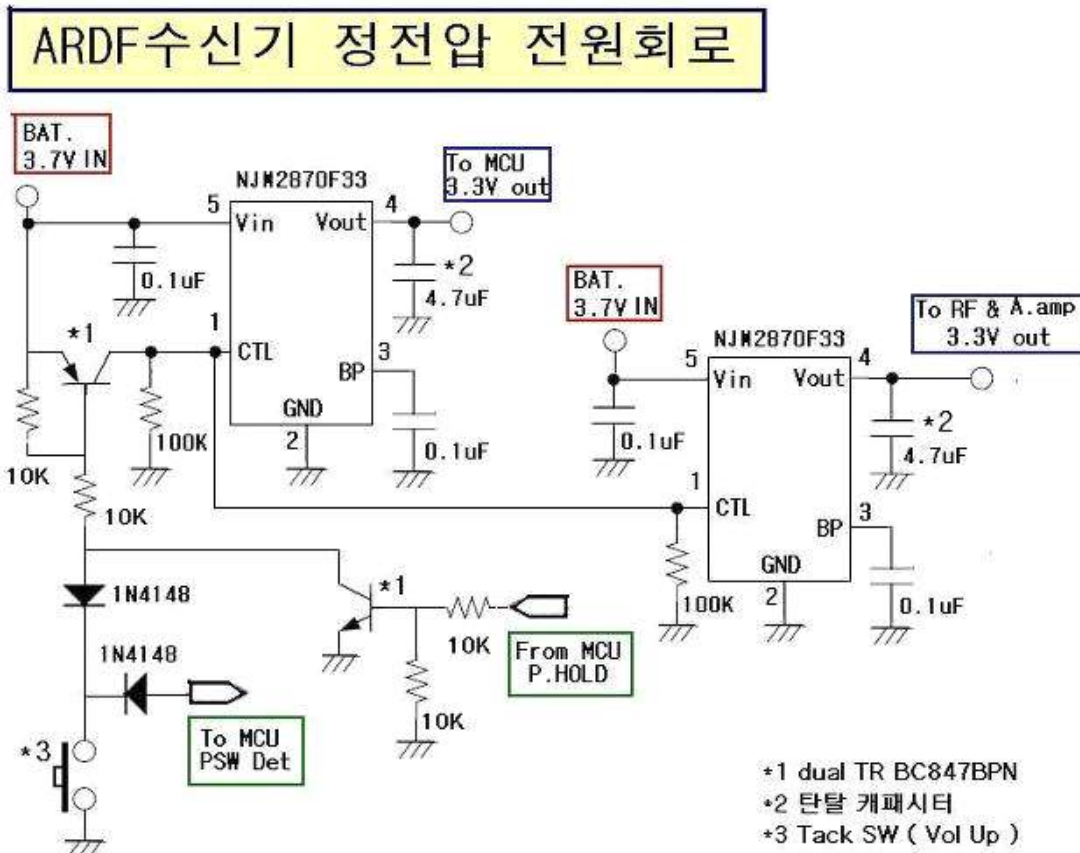 ARDF수신기 정전압 전원회로
BAT.
3.7V IN
NJM2870F33
To MCU
3.3V out
5
Vin
Vout
4
0.1uF
*2
4.7uF
*1
1
CTL
BP
3
GND
2
0.1uF
10K
100K
10K
BAT.
3.7V IN
NJM2870F33
To RF & A.amp
3.3V out
5
Vin
Vout
4
0.1uF
*2
4.7uF
1
CTL
BP
3
GND
2
0.1uF
100K
1N4148
*1
10K
From MCU
P.HOLD
10K
1N4148
To MCU
PSW Det
*3
*1 dual TR BC847BPN
*2 탄탈 캐패시터
*3 Tack SW ( Vol Up )